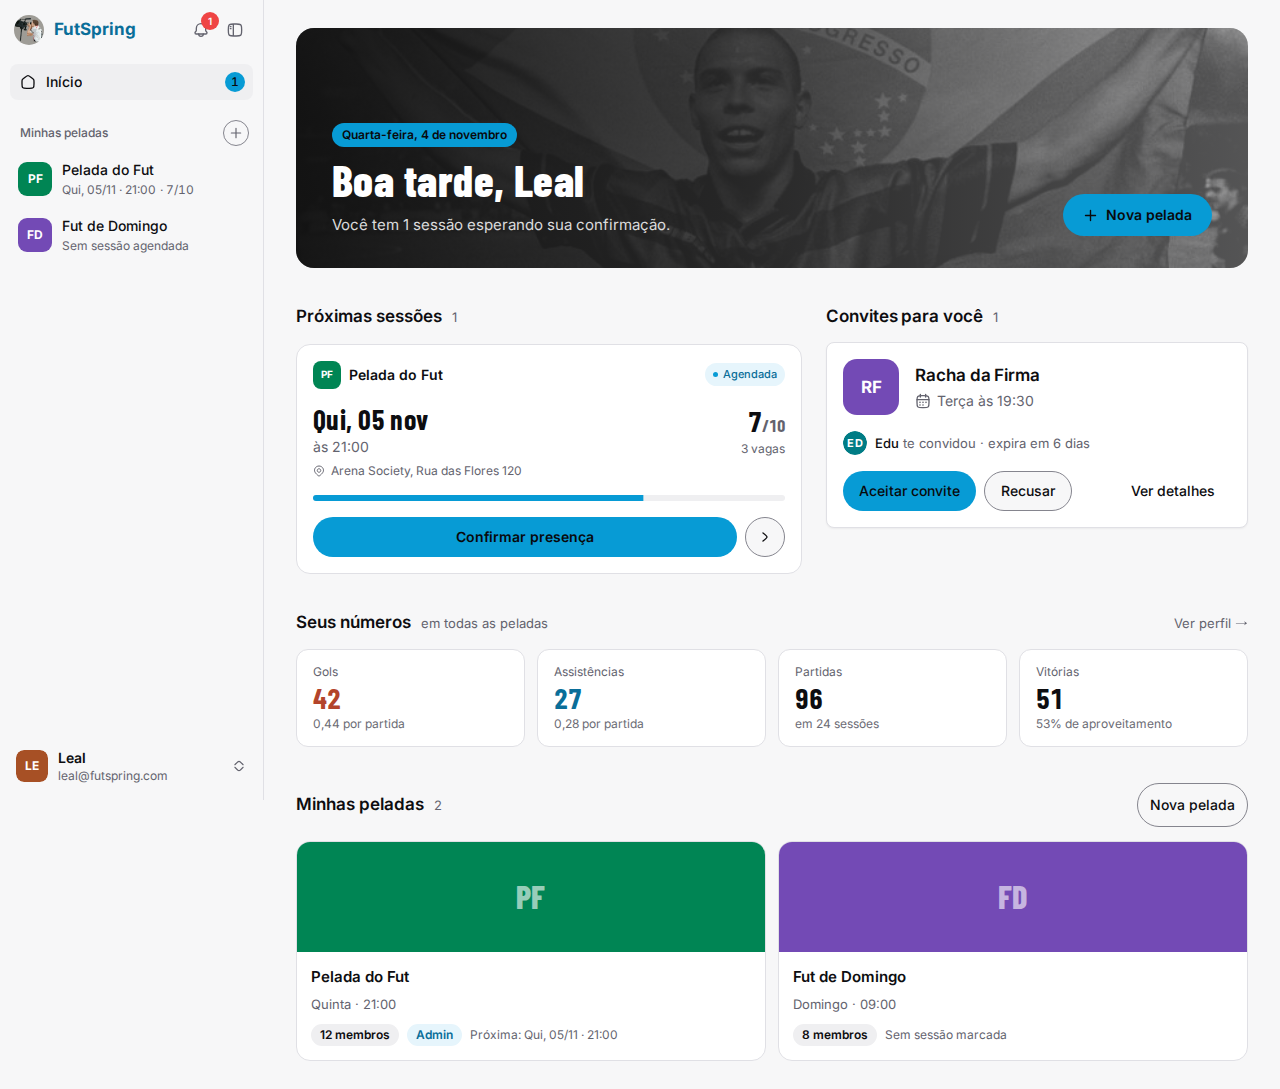 FutSpring
1
Início
1
Minhas peladas
PF
Pelada do Fut
Qui, 05/11 · 21:00 · 7/10
FD
Fut de Domingo
Sem sessão agendada
LE
Leal
leal@futspring.com
OGRESSO
Quarta-feira, 4 de novembro
Boa tarde, Leal
Você tem 1 sessão esperando sua confirmação.
Nova pelada
Próximas sessões 1
PF
Pelada do Fut
Agendada
Qui, 05 nov
às 21:00
7/10
3 vagas
Arena Society, Rua das Flores 120
Confirmar presença
Convites para você 1
RF
Racha da Firma
Terça às 19:30
ED
Edu te convidou · expira em 6 dias
Aceitar convite
Recusar
Ver detalhes
Seus números em todas as peladas
Ver perfil →
Gols
42
0,44 por partida
Assistências
27
0,28 por partida
Partidas
96
em 24 sessões
Vitórias
51
53% de aproveitamento
Minhas peladas 2
Nova pelada
PF
Pelada do Fut
Quinta · 21:00
12 membros
Admin
Próxima: Qui, 05/11 · 21:00
FD
Fut de Domingo
Domingo · 09:00
8 membros
Sem sessão marcada